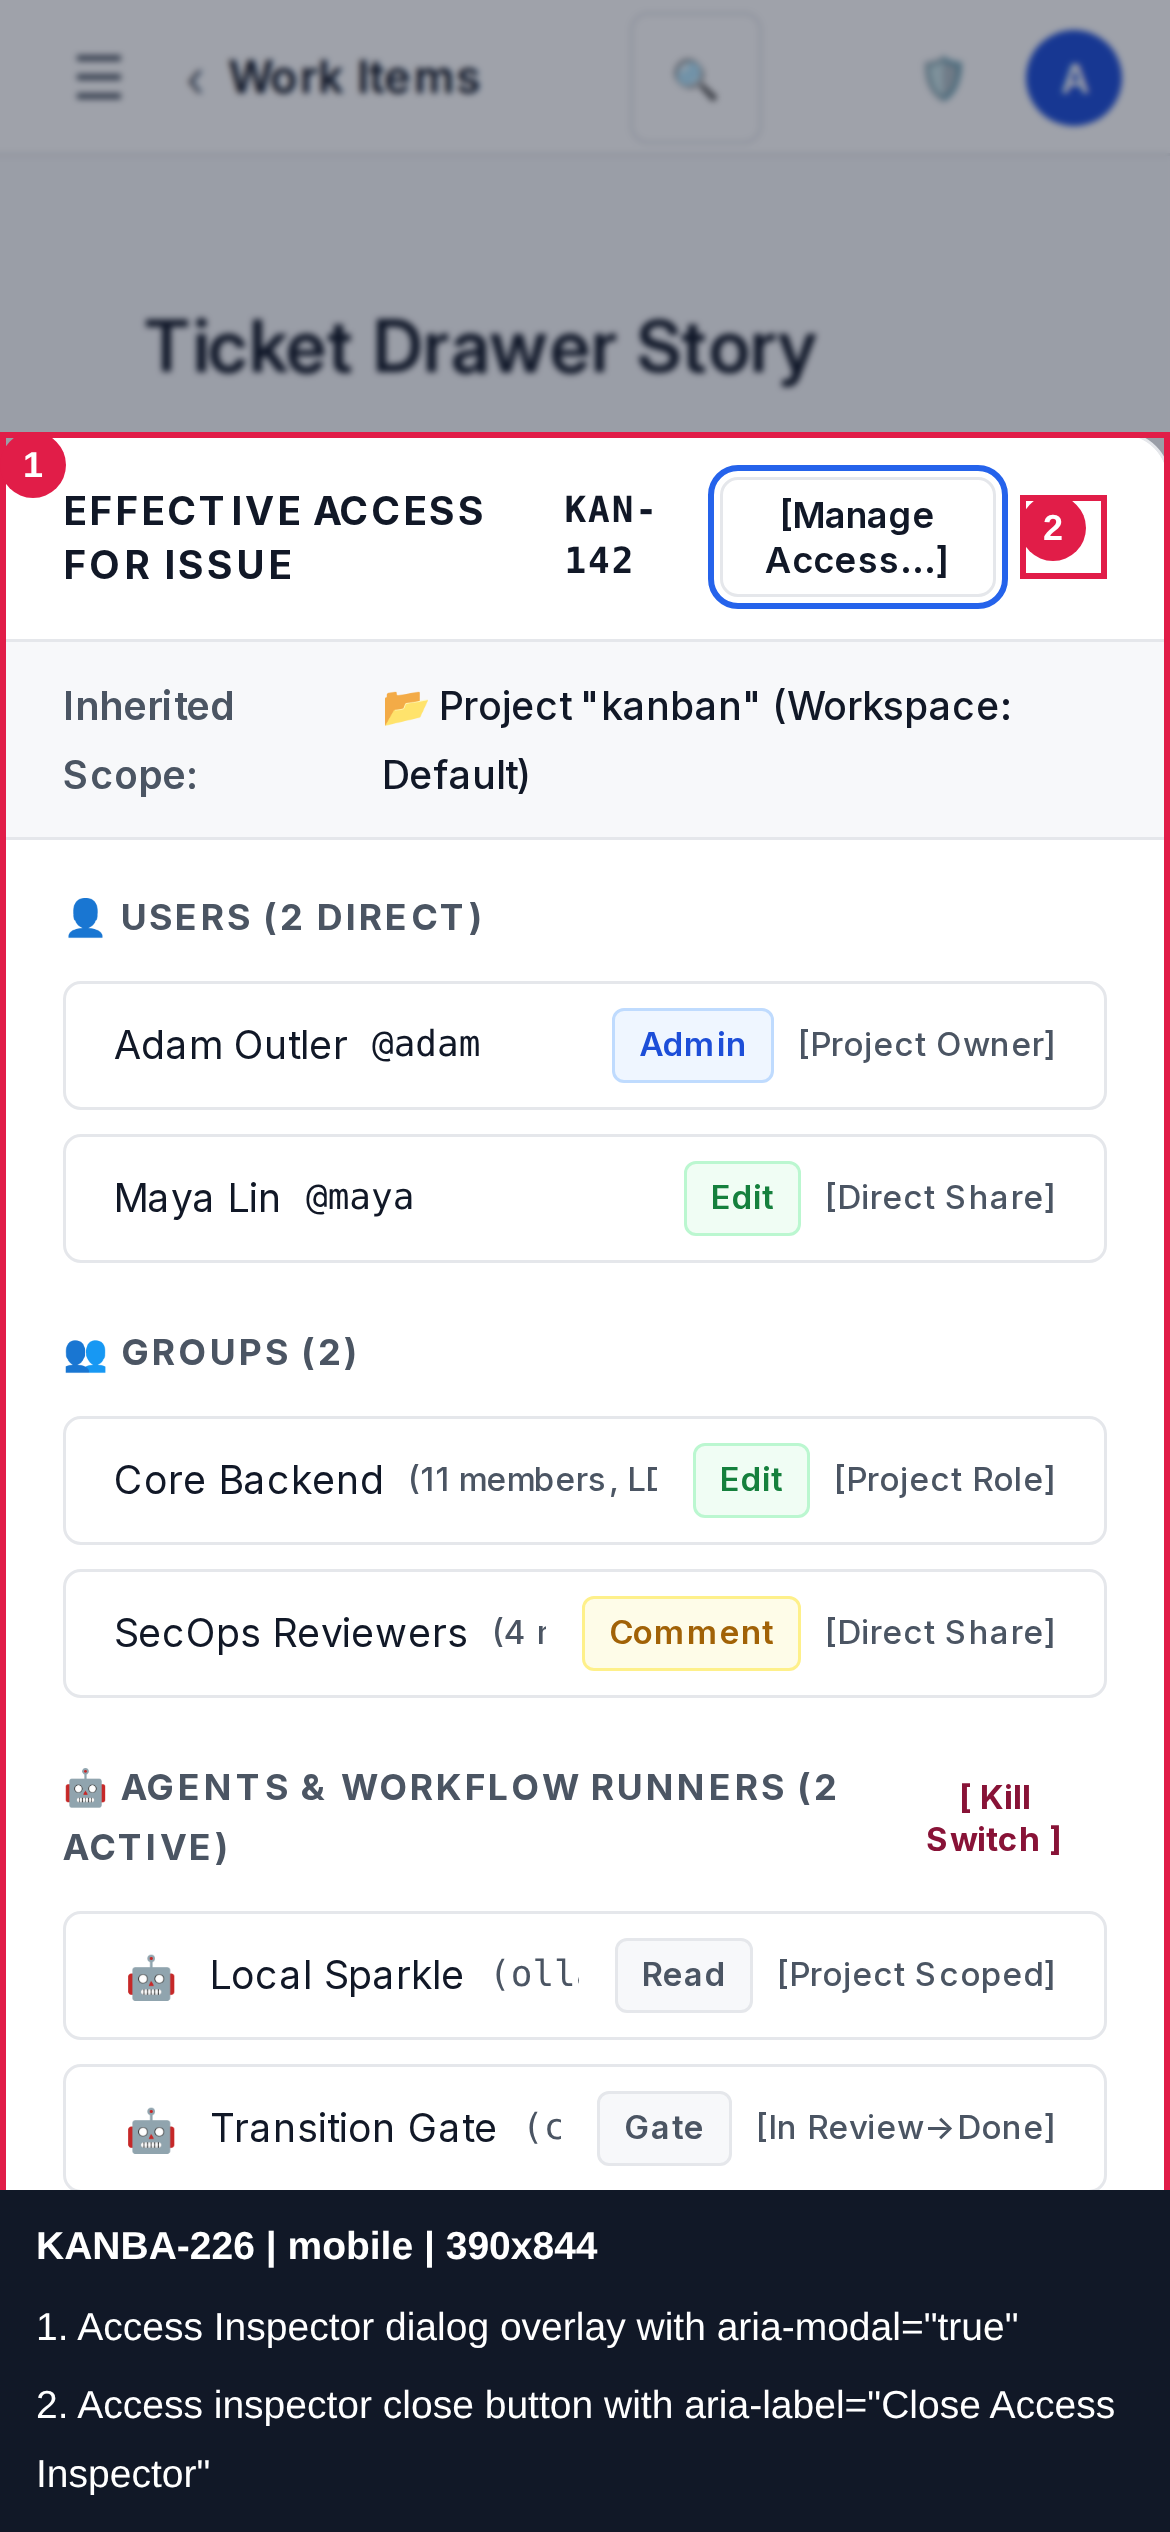 Work Items
A
Ticket Drawer Story
1
EFFECTIVE ACCESS
FOR ISSUE
KAN-
142
[Manage
Access...]
2
Inherited
Scope:
Project "kanban" (Workspace:
Default)
USERS (2 DIRECT)
Adam Outler @adam Admin [Project Owner]
Maya Lin @maya Edit [Direct Share]
GROUPS (2)
Core Backend (11 members, Edit [Project Role]
SecOps Reviewers (4 Comment [Direct Share]
AGENTS & WORKFLOW RUNNERS (2
ACTIVE)
[ Kill
Switch ]
Local Sparkle (oll Read [Project Scoped]
Transition Gate (c Gate [In Review→Done]
KANBA-226 | mobile | 390x844
1. Access Inspector dialog overlay with aria-modal="true"
2. Access inspector close button with aria-label="Close Access
Inspector"